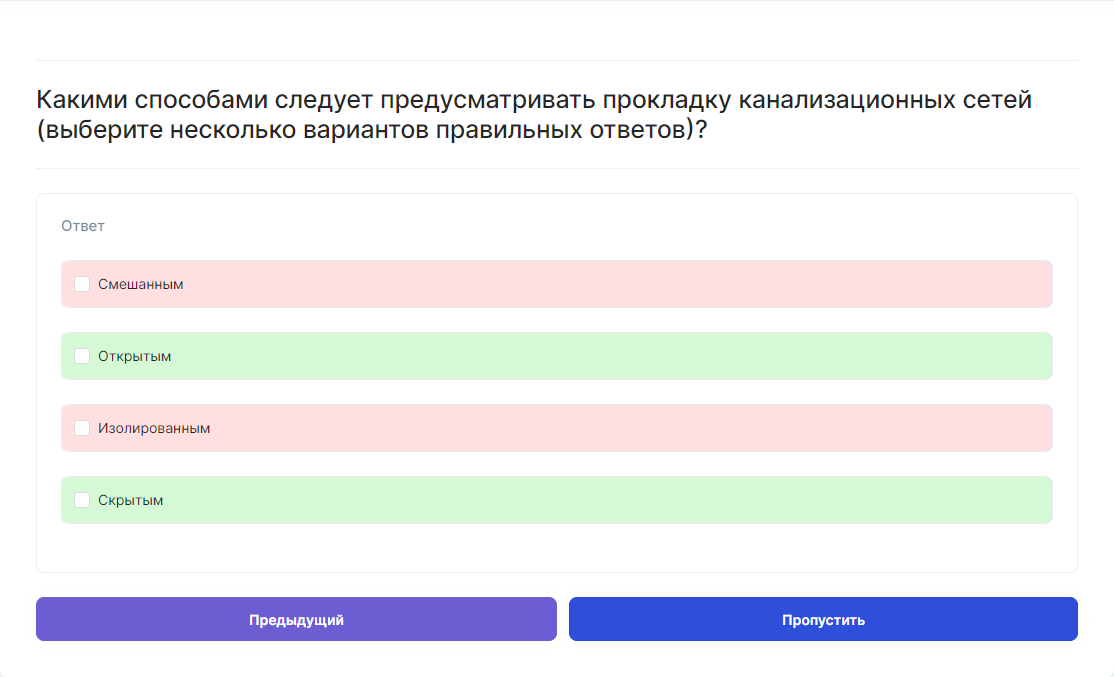 Какими способами следует предусматривать прокладку канализационных сетей
(выберите несколько вариантов правильных ответов)?
Ответ
Смешанным
Открытым
Изолированным
Скрытым
Предыдущий
Пропустить